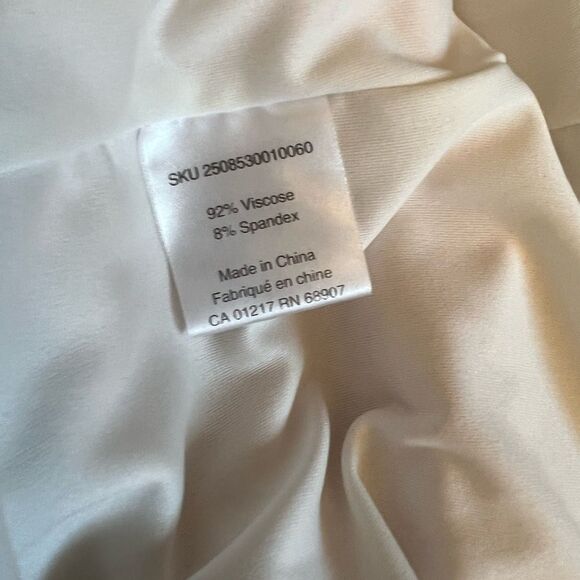 SKU 2508530010060
92% Viscose
8% Spandex
Made in China
Fabriqué en chine
CA 01217 RN 68907